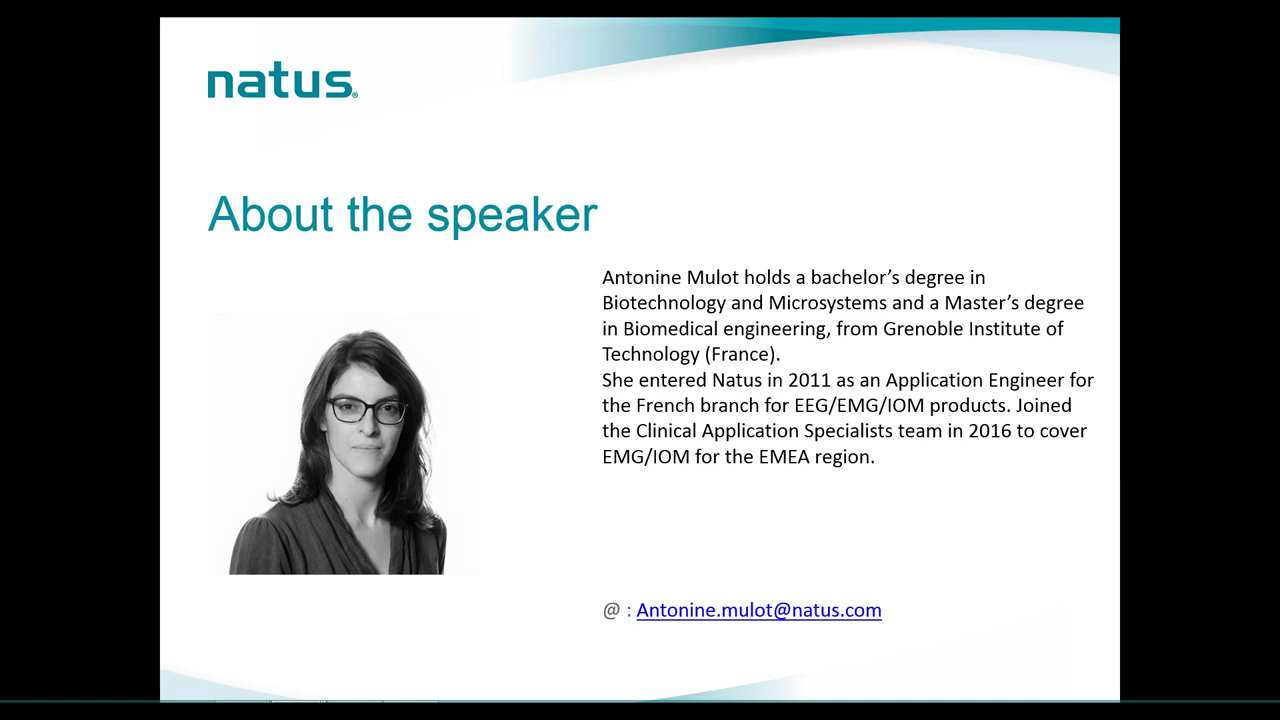 natus®
About the speaker
Antonine Mulot holds a bachelor’s degree in
Biotechnology and Microsystems and a Master’s degree
in Biomedical engineering, from Grenoble Institute of
Technology (France).
She entered Natus in 2011 as an Application Engineer for
the French branch for EEG/EMG/IOM products. Joined
the Clinical Application Specialists team in 2016 to cover
EMG/IOM for the EMEA region.
@ : Antonine.mulot@natus.com